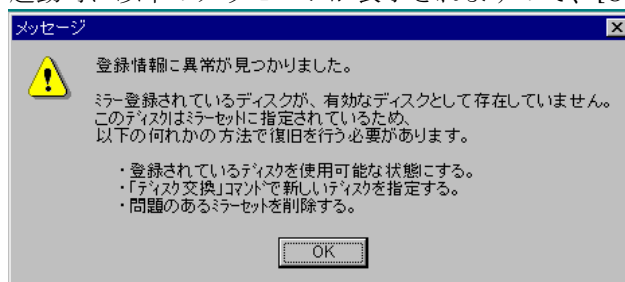 メッセージ
登録情報に異常が見つかりました。
ﾐﾗｰ登録されているディスクが、有効なディスクとして存在していません。
このﾃﾞｨｽｸはﾐﾗｰｾｯﾄに指定されているため、
以下の何れかの方法で復旧を行う必要があります。
・登録されているﾃﾞｨｽｸを使用可能な状態にする。
・「ﾃﾞｨｽｸ交換」ｺﾏﾝﾄﾞで新しいﾃﾞｨｽｸを指定する。
・問題のあるﾐﾗｰｾｯﾄを削除する。
OK